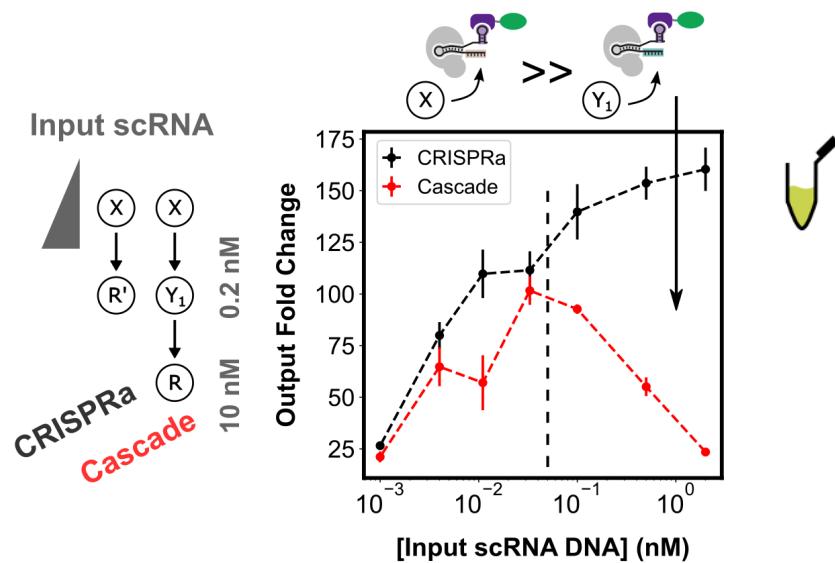 X >> Y₁
Input scRNA
X X
R' Y₁
R
0.2 nM
10 nM
CRISPRa
Cascade
Output Fold Change
175
150
125
100
75
50
25
CRISPRa
Cascade
10⁻³ 10⁻² 10⁻¹ 10⁰
[Input scRNA DNA] (nM)